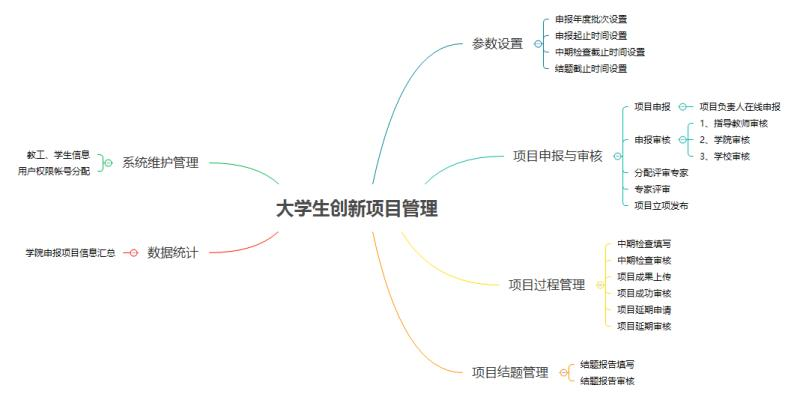 大学生创新项目管理
参数设置
申报年度批次设置
申报起止时间设置
中期检查截止时间设置
结题截止时间设置
项目申报与审核
项目申报
项目负责人在线申报
申报审核
1、指导教师审核
2、学院审核
3、学校审核
分配评审专家
专家评审
项目立项发布
项目过程管理
中期检查填写
中期检查审核
项目成果上传
项目成功审核
项目延期申请
项目延期审核
项目结题管理
结题报告填写
结题报告审核
系统维护管理
教工、学生信息
用户权限帐号分配
数据统计
学院申报项目信息汇总